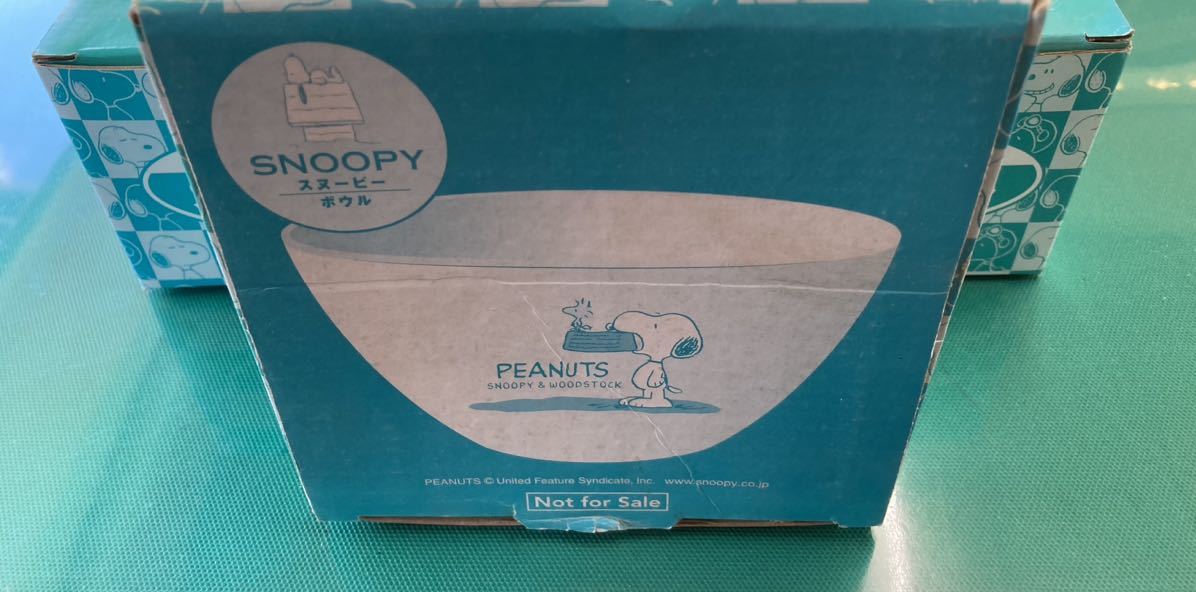 SNOOPY
スヌーピー
ボウル
PEANUTS
SNOOPY & WOODSTOCK
PEANUTS © United Feature Syndicate, Inc. www.snoopy.co.jp
Not for Sale